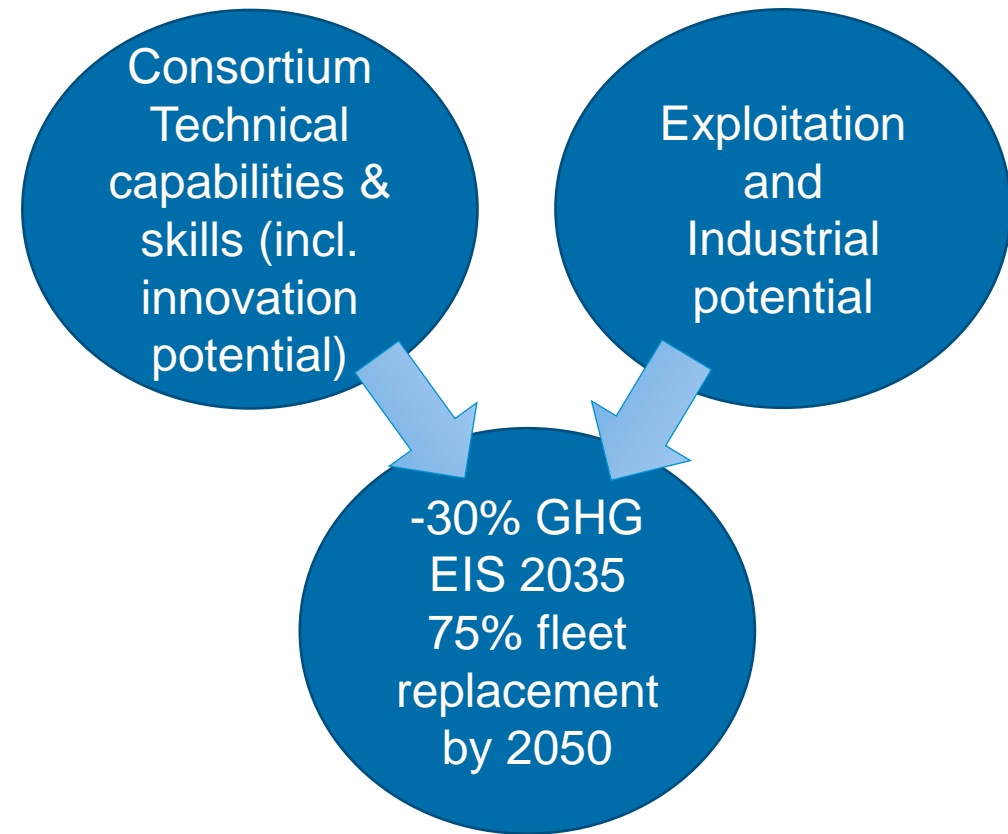 Consortium
Technical
capabilities &
skills (incl.
innovation
potential)
Exploitation
and
Industrial
potential
-30% GHG
EIS 2035
75% fleet
replacement
by 2050